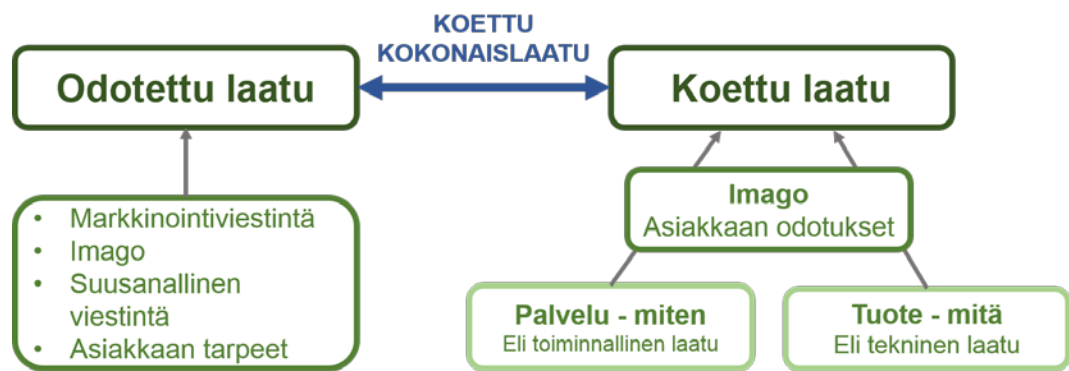 KOETTU
KOKONAISLAATU
Odotettu laatu
Koettu laatu
• Markkinointiviestintä
• Imago
• Suusanallinen
viestintä
• Asiakkaan tarpeet
Imago
Asiakkaan odotukset
Palvelu - miten
Eli toiminnallinen laatu
Tuote - mitä
Eli tekninen laatu